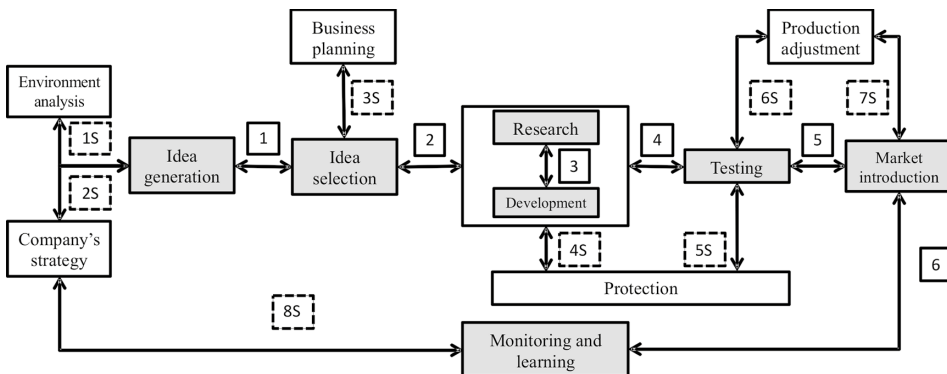 Business
planning
Production
adjustment
Environment
analysis
3S
6S
7S
1S
Idea
generation
1
Idea
selection
2
Research
3
Development
4
Testing
5
Market
introduction
2S
Company's
strategy
4S
5S
6
Protection
8S
Monitoring and
learning